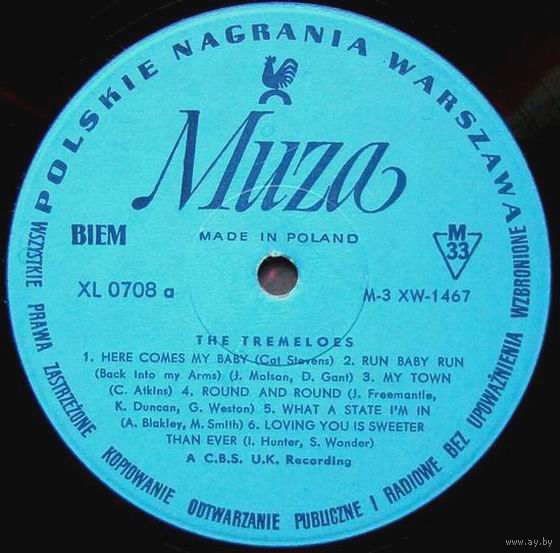 POLSKIE NAGRANIA WARSZAWA
Muza
BIEM
MADE IN POLAND
M
33
XL 0708 a
M-3 XW-1467
THE TREMELOES
1. HERE COMES MY BABY (Cat Stevens) 2. RUN BABY RUN
(Back Into my Arms) (J. Molson, D. Gant) 3. MY TOWN
(C. Atkins) 4. ROUND AND ROUND (J. Freemantle,
K. Duncan, G. Weston) 5. WHAT A STATE I'M IN
(A. Blakley, M. Smith) 6. LOVING YOU IS SWEETER
THAN EVER (I. Hunter, S. Wonder)
A C.B.S. U.K. Recording
WSZYSTKIE PRAWA ZASTRZEŻONE KOPIOWANIE ODTWARZANIE PUBLICZNE I RADIOWE BEZ UPOWAŻNIENIA WZBRONIONE
www.ay.by